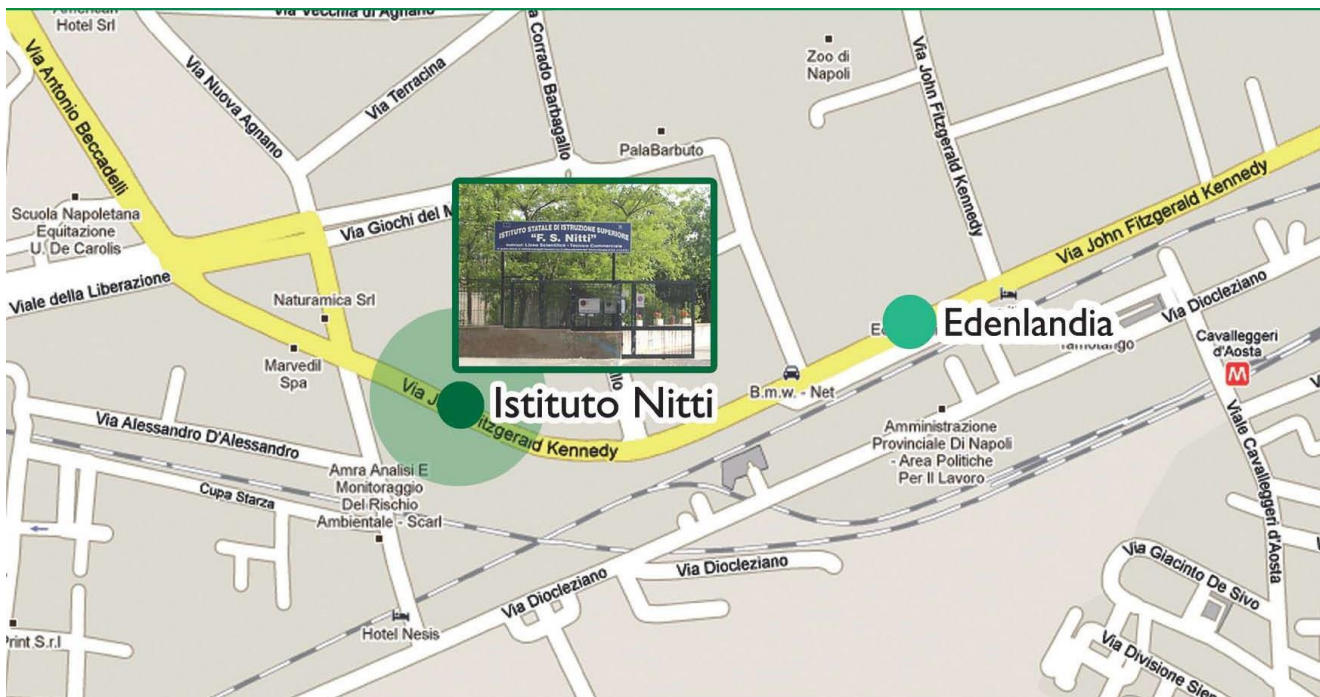 Hotel Srl
Via Vecchia di Agnano
Via Antonio Beccadelli
Via Nuova Agnano
Via Terracina
Corrado Barbagallo
Zoo di
Napoli
Via John Fitzgerald Kennedy
PalaBarbuto
Via John Fitzgerald Kennedy
Scuola Napoletana
Equitazione
U. De Carolis
Via Giochi del M
ISTITUTO STATALE DI ISTRUZIONE SUPERIORE
"F. S. Nitti"
Viale della Liberazione
Naturamica Srl
Edenlandia
Via Diocleziano
Cavalleggeri
d'Aosta
M
Marvedil
Spa
Istituto Nitti
B.m.w. - Net
Via J
Fitzgerald Kennedy
Via Alessandro D'Alessandro
Amministrazione
Provinciale Di Napoli
- Area Politiche
Per Il Lavoro
Viale Cavalleggeri d'Aosta
Amra Analisi E
Monitoraggio
Del Rischio
Ambientale - Scarl
Cupa Starza
Via Diocleziano
Via Diocleziano
Via Giacinto De Sivo
Hotel Nesis
Print S.r.l
Via Divisione